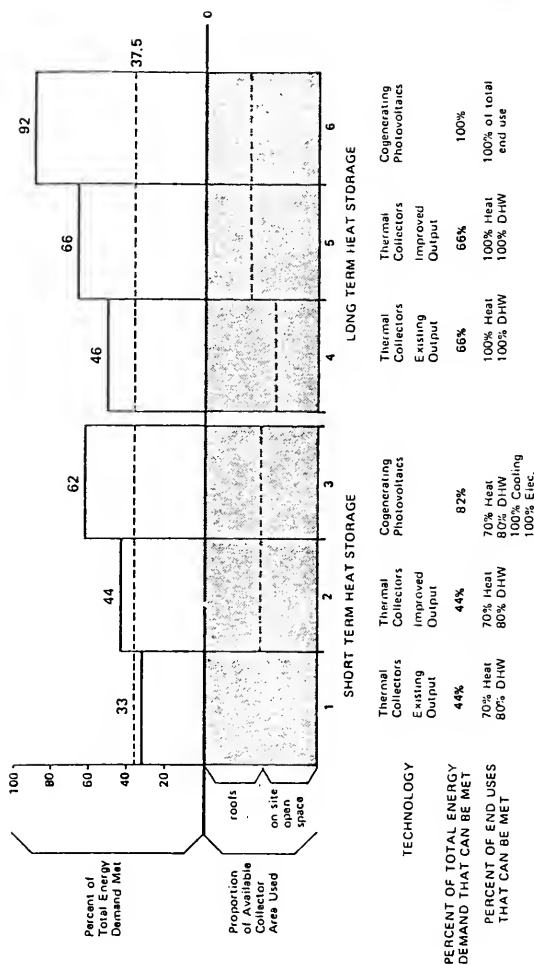 Percent of
Total Energy
Demand Met
100
80
60
40
20
33
44
62
46
66
92
37.5
0
Proportion
of Available
Collector
Area Used
roofs
on site
open
space
1
2
3
4
5
6
SHORT TERM HEAT STORAGE
LONG TERM HEAT STORAGE
TECHNOLOGY
Thermal
Collectors
Existing
Output
Thermal
Collectors
Improved
Output
Cogenerating
Photovoltaics
Thermal
Collectors
Existing
Output
Thermal
Collectors
Improved
Output
Cogenerating
Photovoltaics
PERCENT OF TOTAL ENERGY
DEMAND THAT CAN BE MET
44%
44%
82%
66%
66%
100%
PERCENT OF END USES
THAT CAN BE MET
70% Heat
80% DHW
70% Heat
80% DHW
70% Heat
80% DHW
100% Cooling
100% Elec.
100% Heat
100% DHW
100% Heat
100% DHW
100% of total
end use